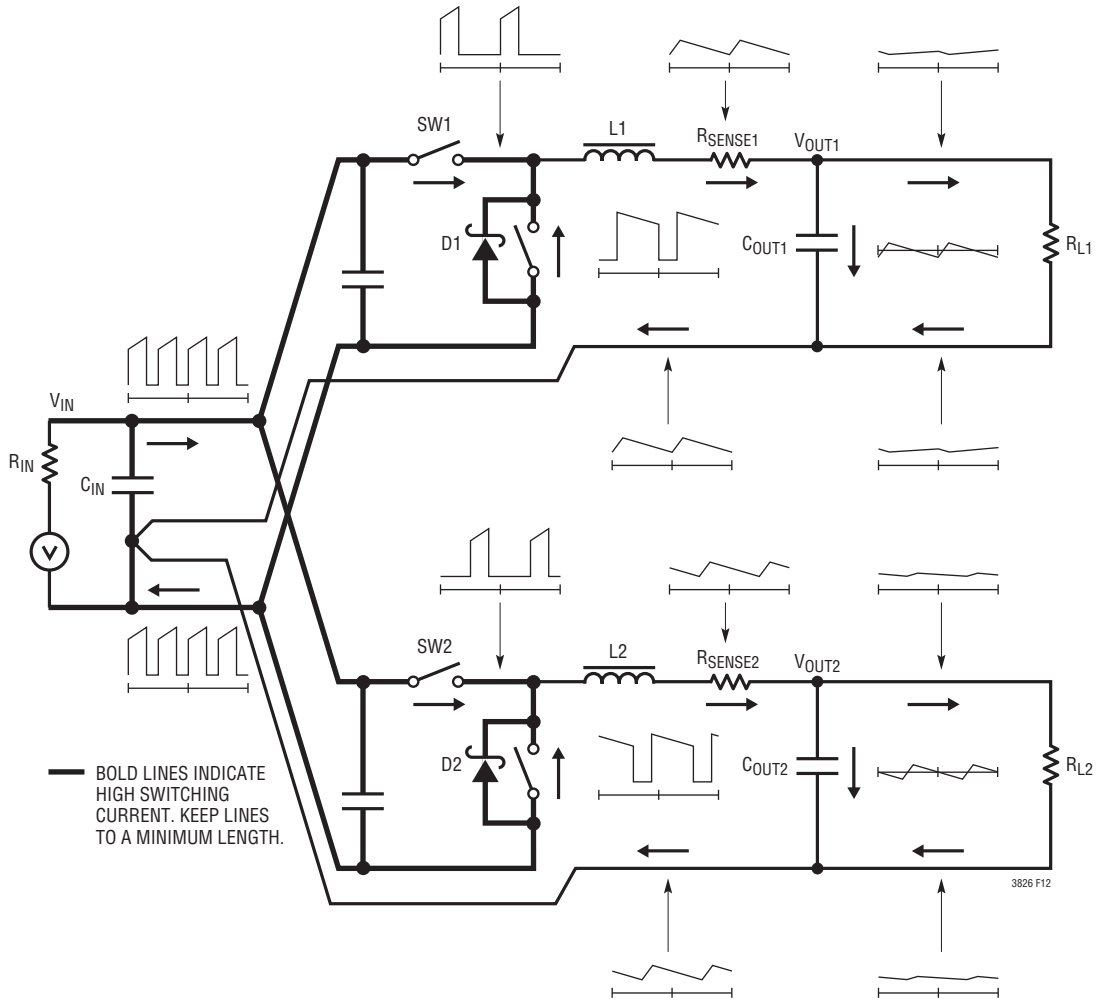 SW1
L1
RSENSE1
VOUT1
D1
COUT1
RL1
VIN
RIN
CIN
V
SW2
L2
RSENSE2
VOUT2
D2
COUT2
RL2
BOLD LINES INDICATE
HIGH SWITCHING
CURRENT. KEEP LINES
TO A MINIMUM LENGTH.
3826 F12